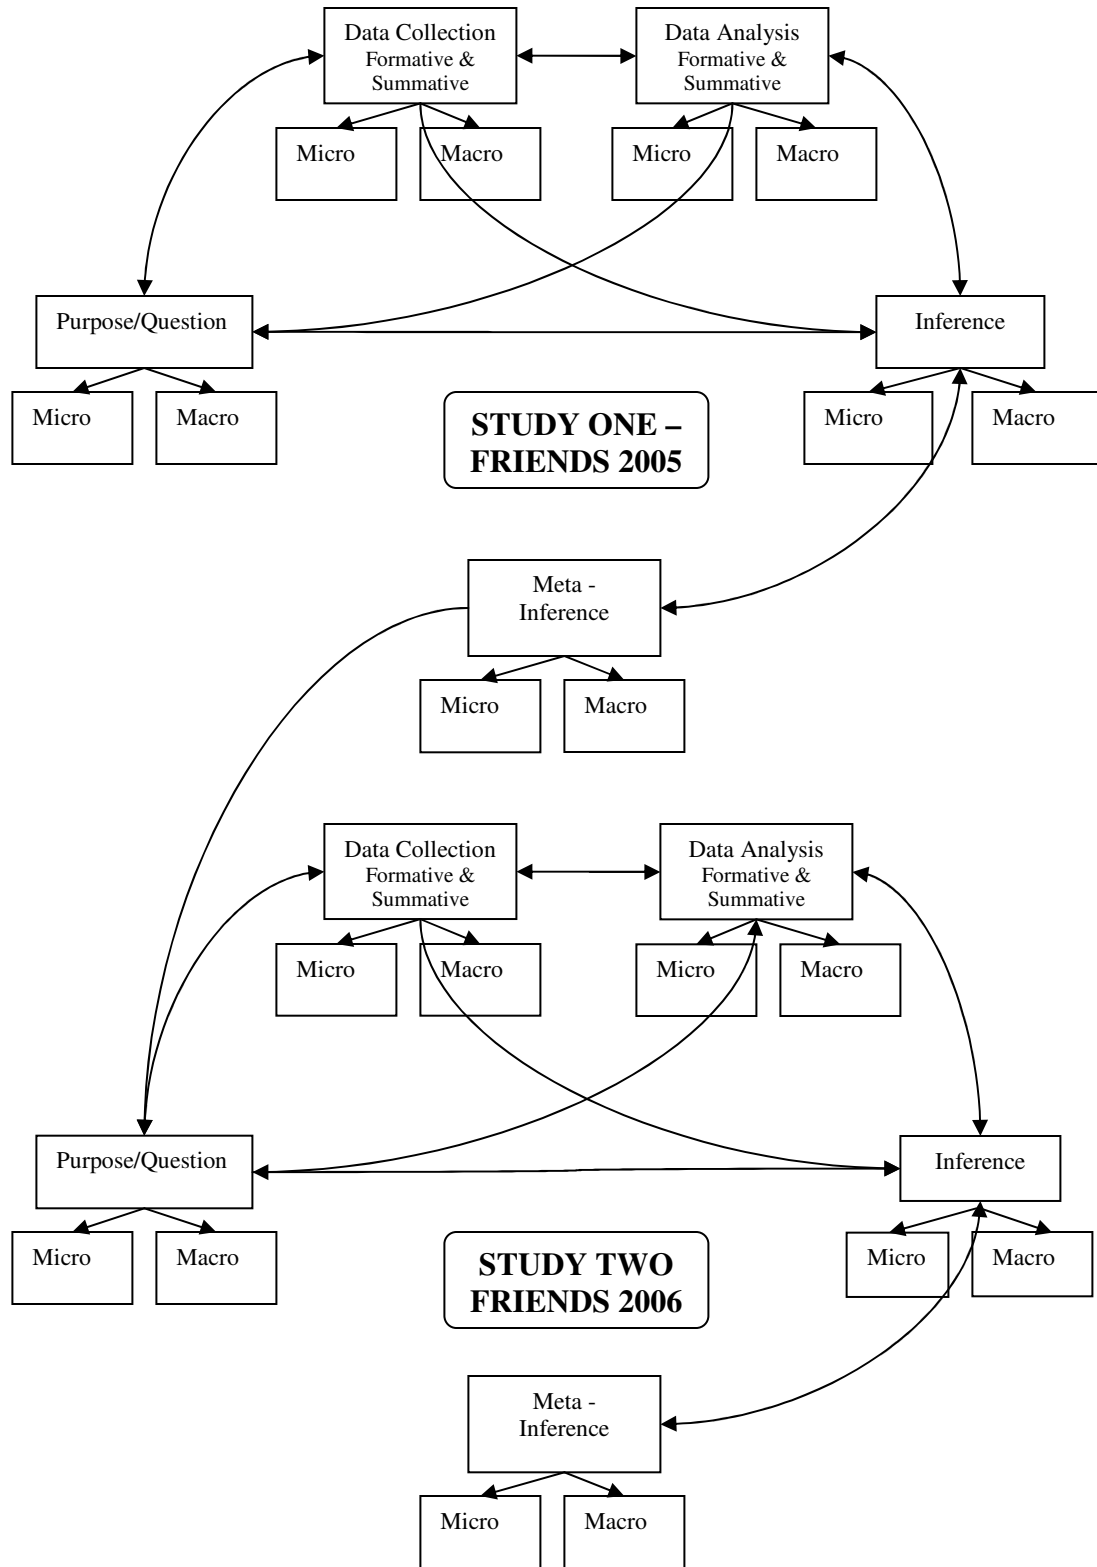 Data Collection
Formative &
Summative
Data Analysis
Formative &
Summative
Micro
Macro
Micro
Macro
Purpose/Question
Inference
Micro
Macro
STUDY ONE –
FRIENDS 2005
Micro
Macro
Meta -
Inference
Micro
Macro
Data Collection
Formative &
Summative
Data Analysis
Formative &
Summative
Micro
Macro
Micro
Macro
Purpose/Question
Inference
Micro
Macro
STUDY TWO
FRIENDS 2006
Micro
Macro
Meta -
Inference
Micro
Macro